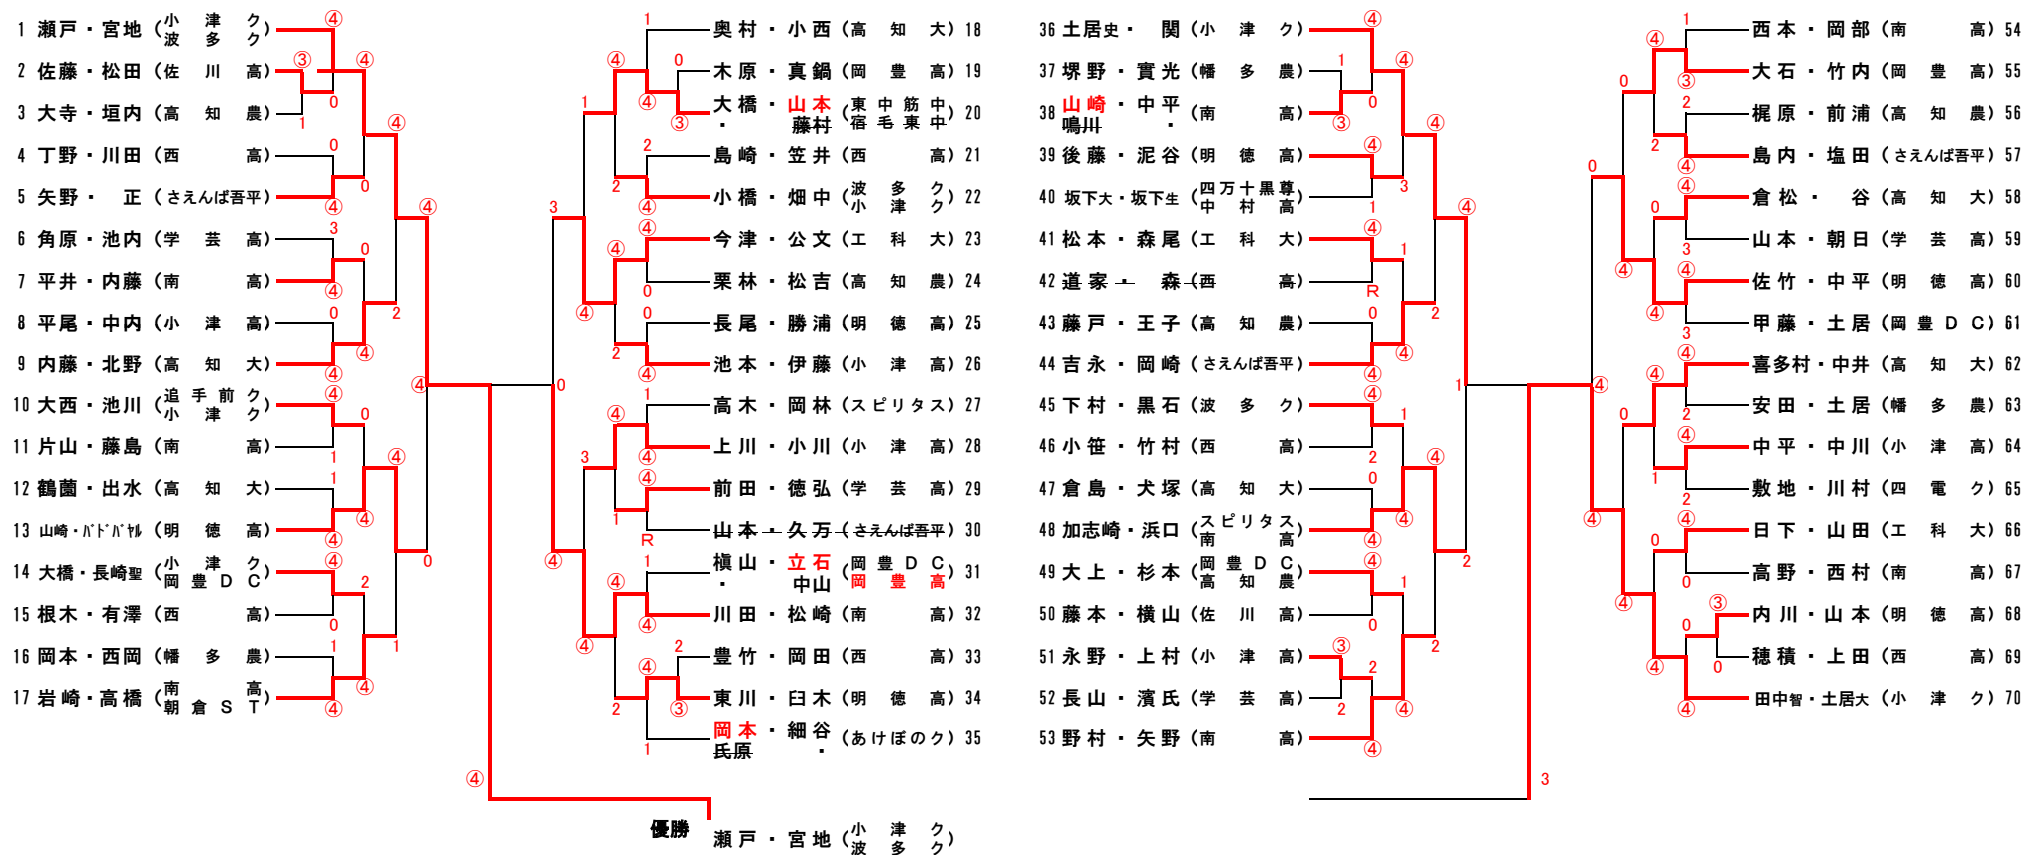 1 瀬戸・宮地 (小津ク 波多ク)
2 佐藤・松田 (佐川高)
3 大寺・垣内 (高知農)
4 丁野・川田 (西高)
5 矢野・正 (さえんば吾平)
6 角原・池内 (学芸高)
7 平井・内藤 (南高)
8 平尾・中内 (小津高)
9 内藤・北野 (高知大)
10 大西・池川 (追手前ク 小津ク)
11 片山・藤島 (南高)
12 鶴薗・出水 (高知大)
13 山崎・バドバヤル (明徳高)
14 大橋・長崎聖 (小津ク 岡豊DC)
15 根木・有澤 (西高)
16 岡本・西岡 (幡多農)
17 岩崎・高橋 (南高 朝倉ST)
奥村・小西 (高知大) 18
木原・真鍋 (岡豊高) 19
大橋・山本 藤村 (東中筋中 宿毛東中) 20
島崎・笠井 (西高) 21
小橋・畑中 (波多ク 小津ク) 22
今津・公文 (工科大) 23
栗林・松吉 (高知農) 24
長尾・勝浦 (明徳高) 25
池本・伊藤 (小津高) 26
高木・岡林 (スピリタス) 27
上川・小川 (小津高) 28
前田・徳弘 (学芸高) 29
山本・久万 (さえんば吾平) 30
槇山・立石 中山 (岡豊DC 岡豊高) 31
川田・松崎 (南高) 32
豊竹・岡田 (西高) 33
東川・臼木 (明徳高) 34
岡本・細谷 氏原・ (あけぼのク) 35
36 土居史・関 (小津ク)
37 堺野・實光 (幡多農)
38 山崎・中平 鳴川・ (南高)
39 後藤・泥谷 (明徳高)
40 坂下大・坂下生 (四万十黒尊 中村高)
41 松本・森尾 (工科大)
42 道家・森 (西高)
43 藤戸・王子 (高知農)
44 吉永・岡崎 (さえんば吾平)
45 下村・黒石 (波多ク)
46 小笹・竹村 (西高)
47 倉島・犬塚 (高知大)
48 加志崎・浜口 (スピリタス 南高)
49 大上・杉本 (岡豊DC 高知農)
50 藤本・横山 (佐川高)
51 永野・上村 (小津高)
52 長山・濱氏 (学芸高)
53 野村・矢野 (南高)
西本・岡部 (南高) 54
大石・竹内 (岡豊高) 55
梶原・前浦 (高知農) 56
島内・塩田 (さえんば吾平) 57
倉松・谷 (高知大) 58
山本・朝日 (学芸高) 59
佐竹・中平 (明徳高) 60
甲藤・土居 (岡豊DC) 61
喜多村・中井 (高知大) 62
安田・土居 (幡多農) 63
中平・中川 (小津高) 64
敷地・川村 (四電ク) 65
日下・山田 (工科大) 66
高野・西村 (南高) 67
内川・山本 (明徳高) 68
穂積・上田 (西高) 69
田中智・土居大 (小津ク) 70
④ 3
優勝 瀬戸・宮地 (小津ク 波多ク)